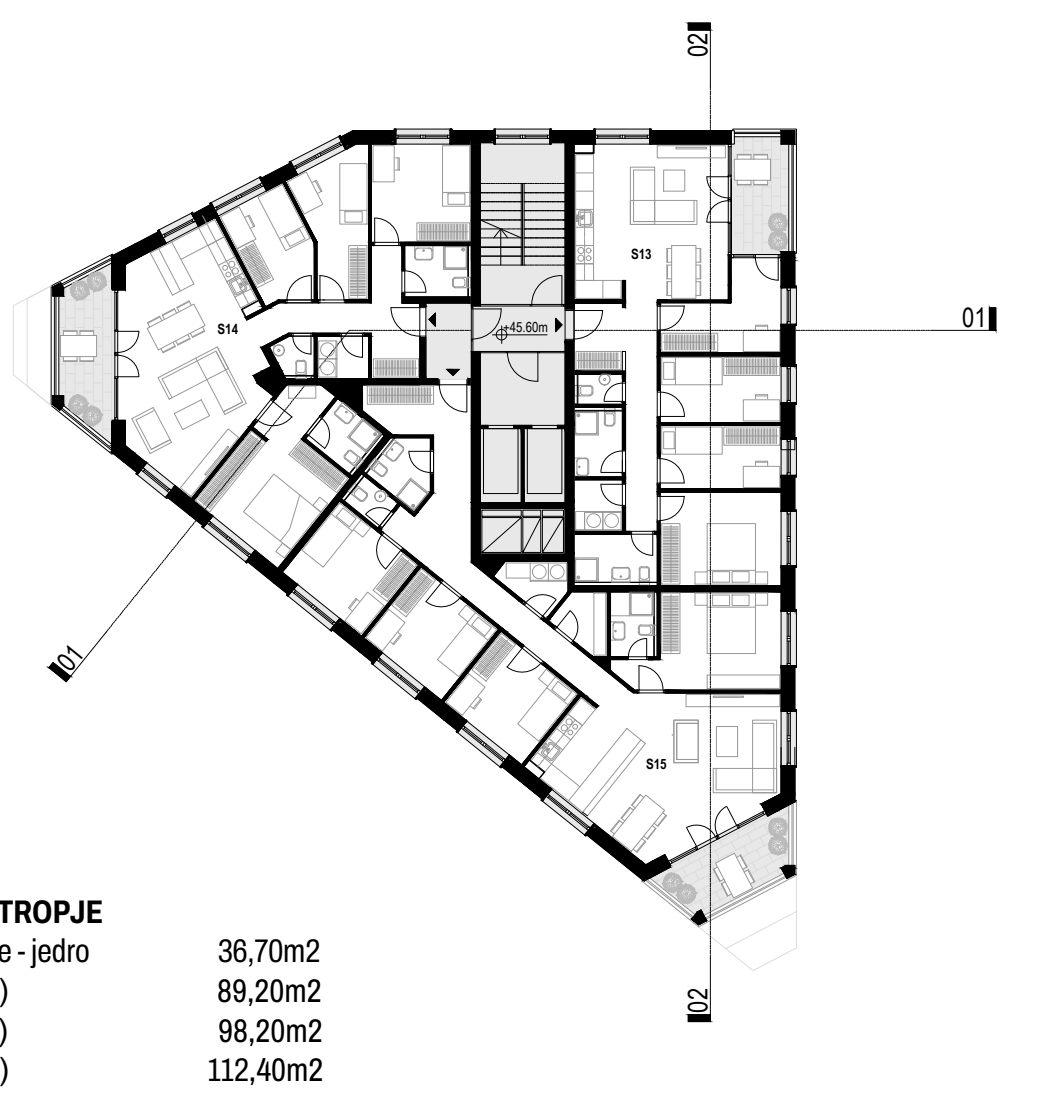 02
S13
01
+45.60m
S14
01
S15
TROPJE
e - jedro 36,70m2
) 89,20m2
) 98,20m2
) 112,40m2
02